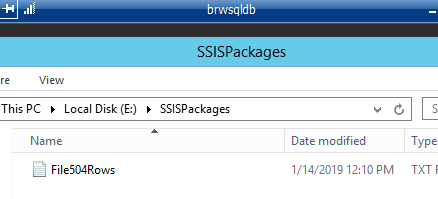 brwsqldb
SSISPackages
re View
This PC Local Disk (E:) SSISPackages
Name Date modified Type
File504Rows 1/14/2019 12:10 PM TXT F